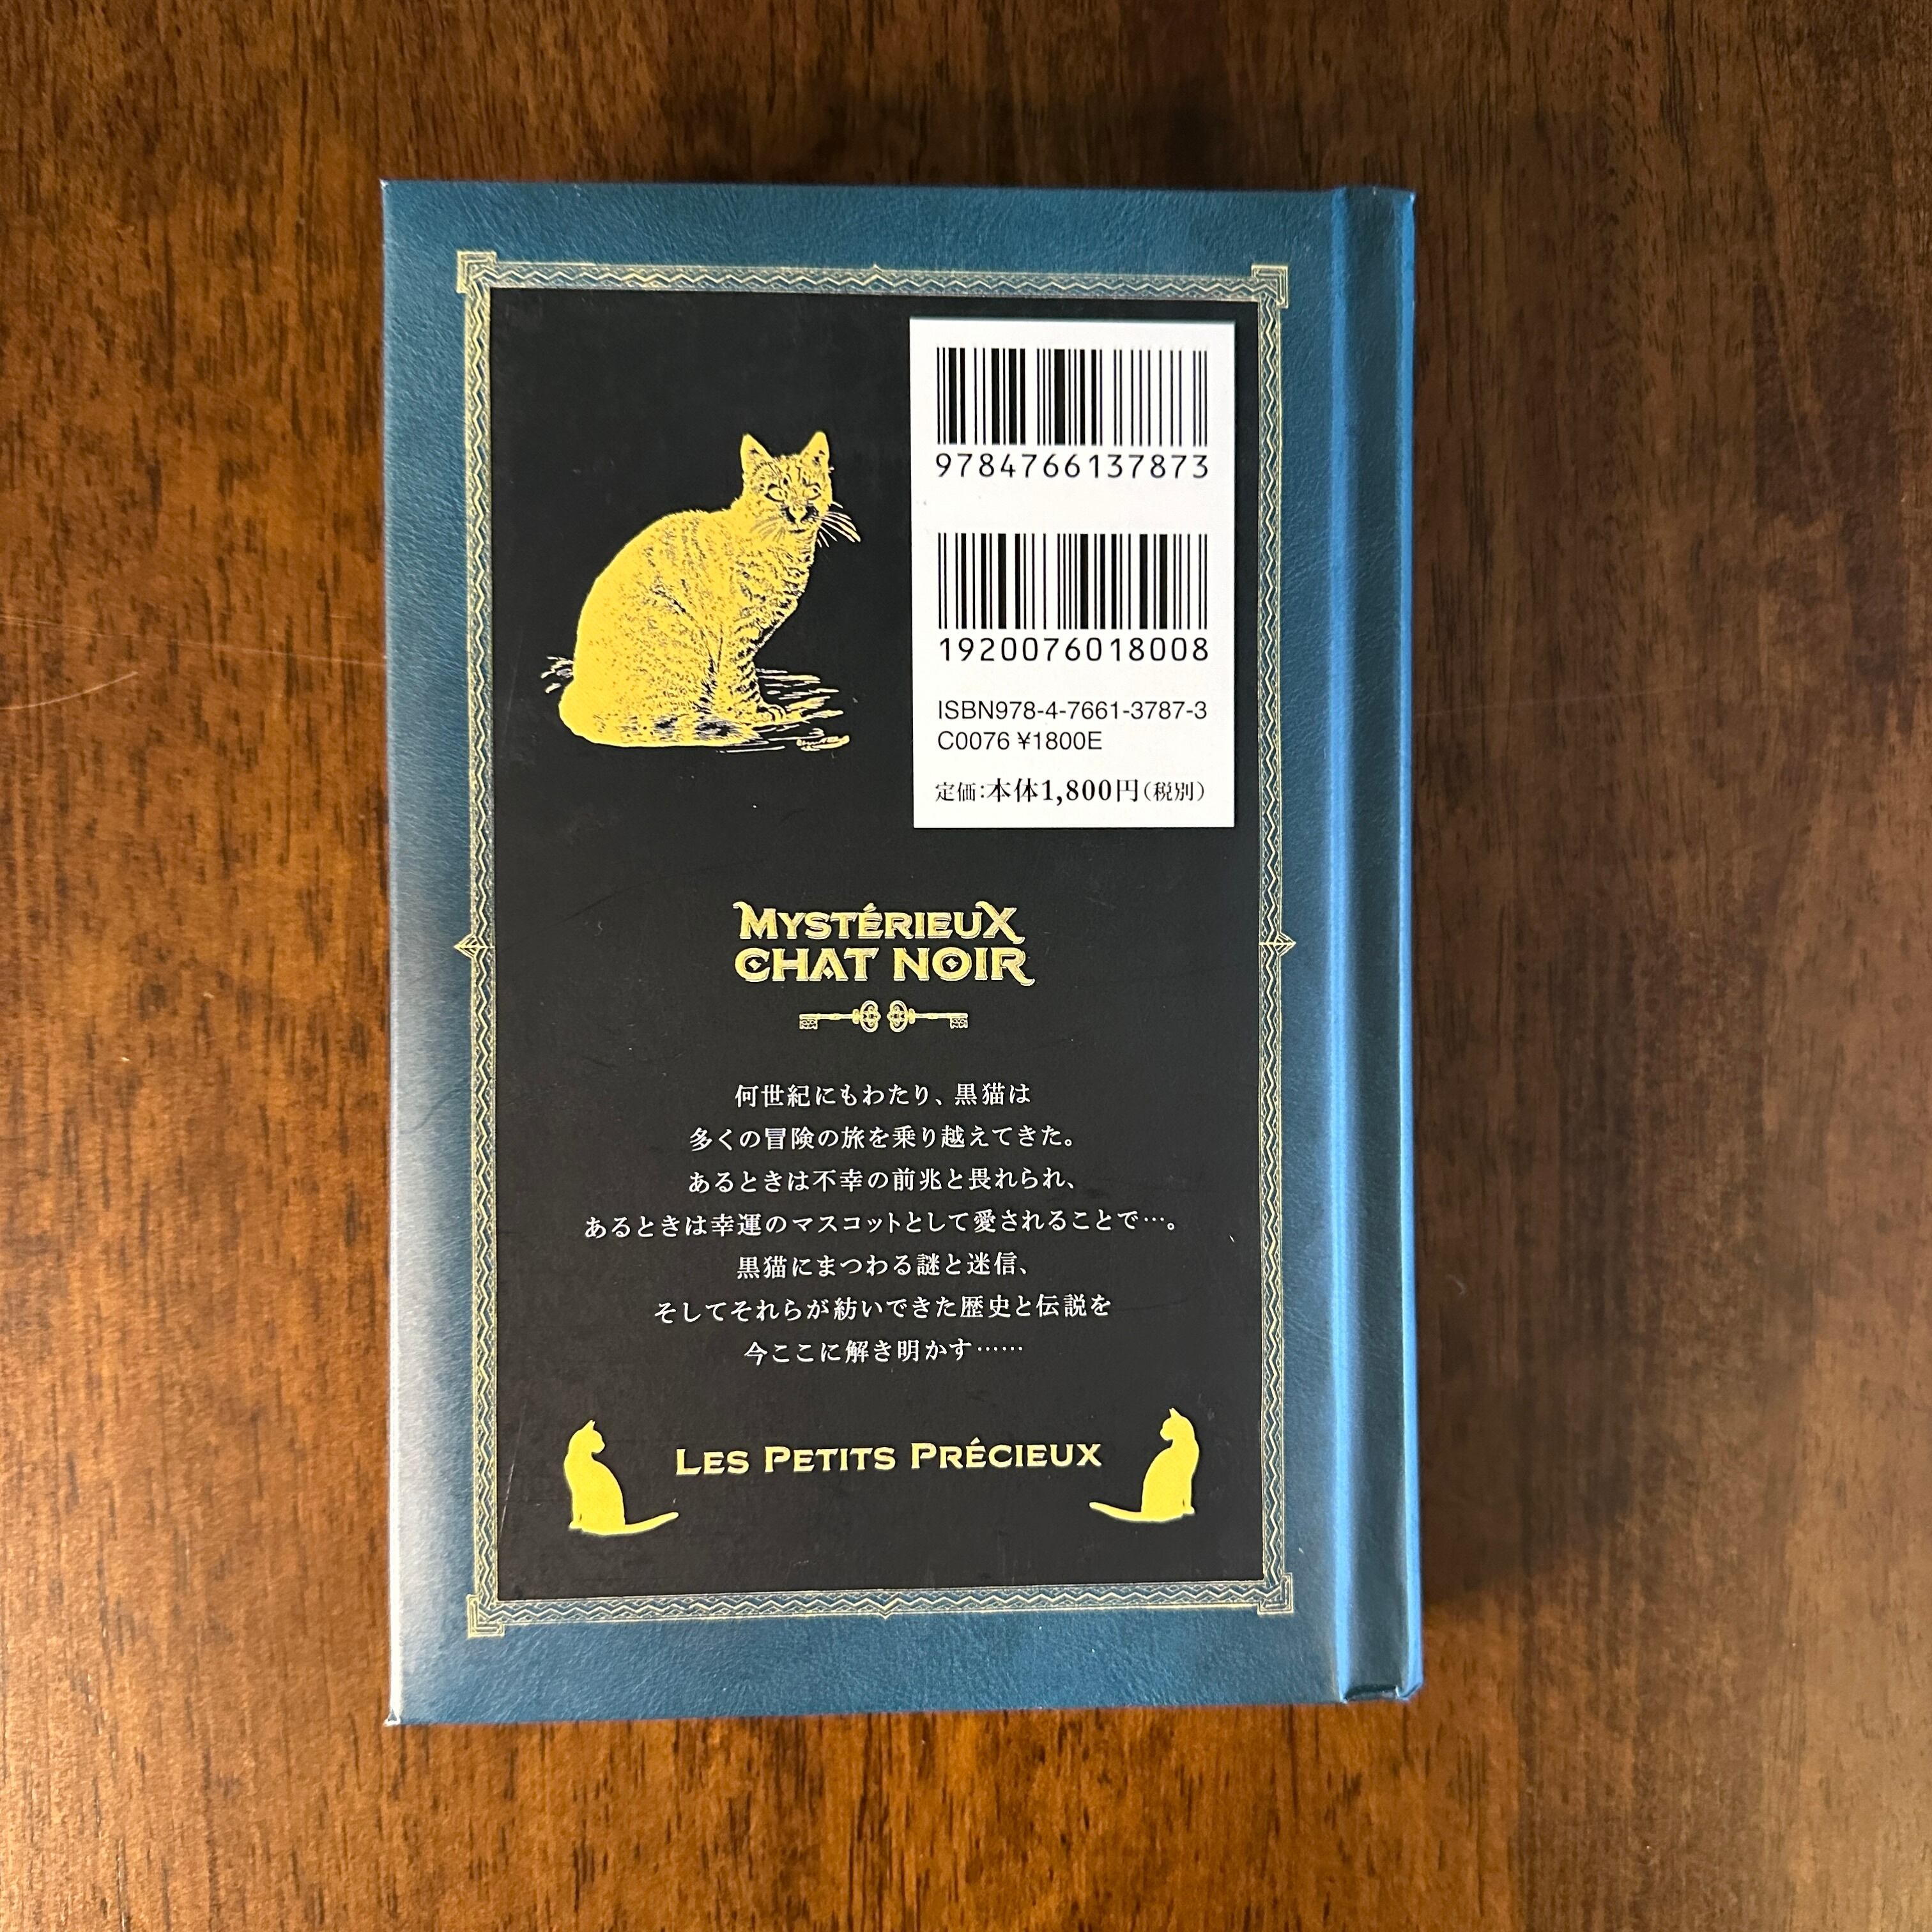 9784766137873
1920076018008
ISBN978-4-7661-3787-3
C0076 ¥1800E
定価:本体1,800円(税別)
MYSTÉRIEUX
CHAT NOIR
何世紀にもわたり、黒猫は
多くの冒険の旅を乗り越えてきた。
あるときは不幸の前兆と畏れられ、
あるときは幸運のマスコットとして愛されることで…。
黒猫にまつわる謎と迷信、
そしてそれらが紡いできた歴史と伝説を
今ここに解き明かす……
LES PETITS PRÉCIEUX